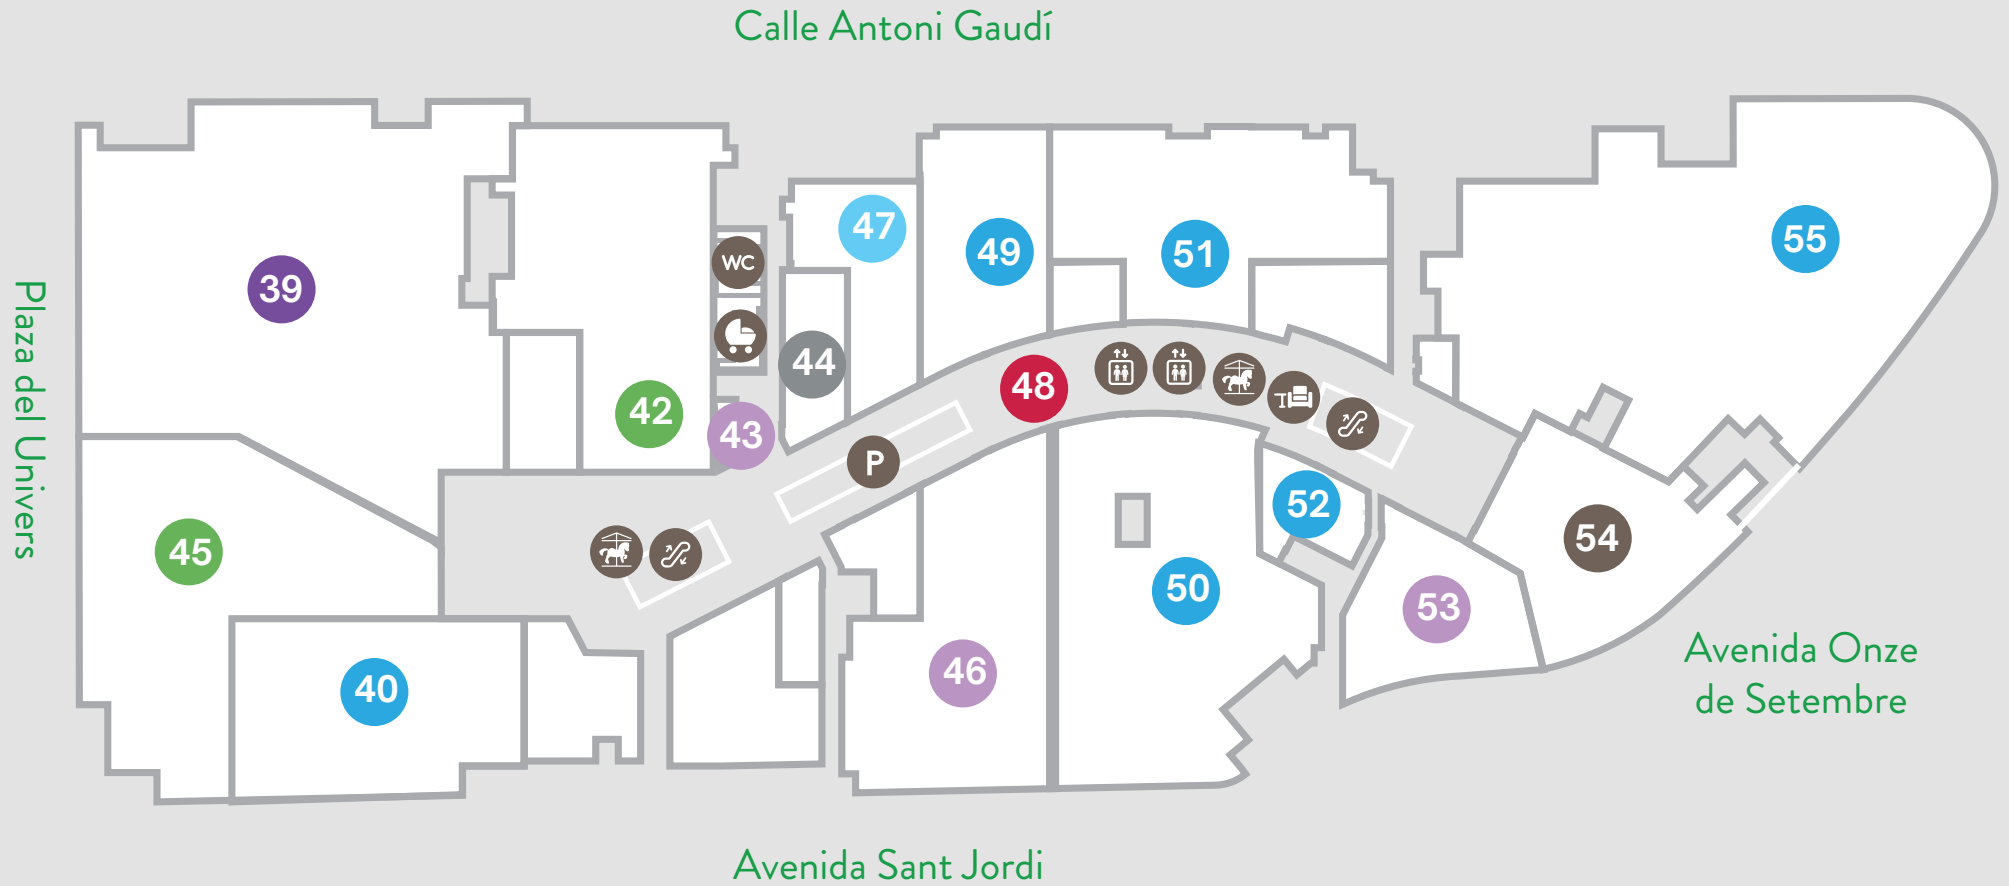 Calle Antoni Gaudí
47
49
51
55
WC
39
44
48
42
43
P
52
45
54
50
53
40
46
Plaza del Univers
Avenida Onze
de Setembre
Avenida Sant Jordi